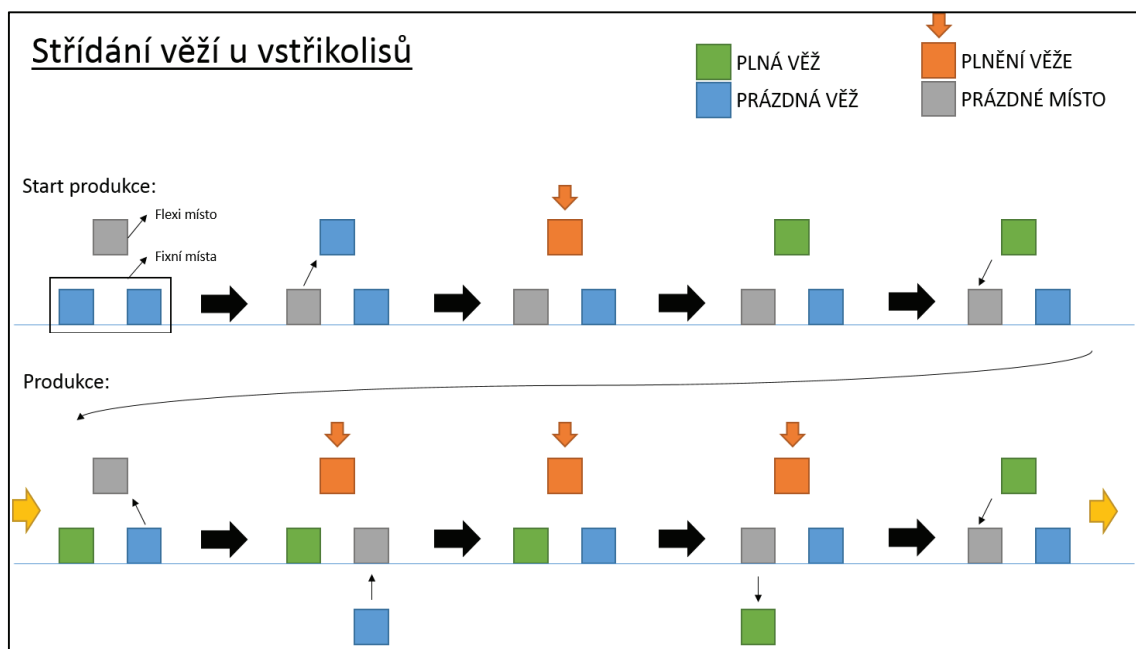 Střídání věží u vstřikolisů
PLNÁ VĚŽ
PLNĚNÍ VĚŽE
PRÁZDNÁ VĚŽ
PRÁZDNÉ MÍSTO
Start produkce:
Flexi místo
Fixní místa
Produkce: